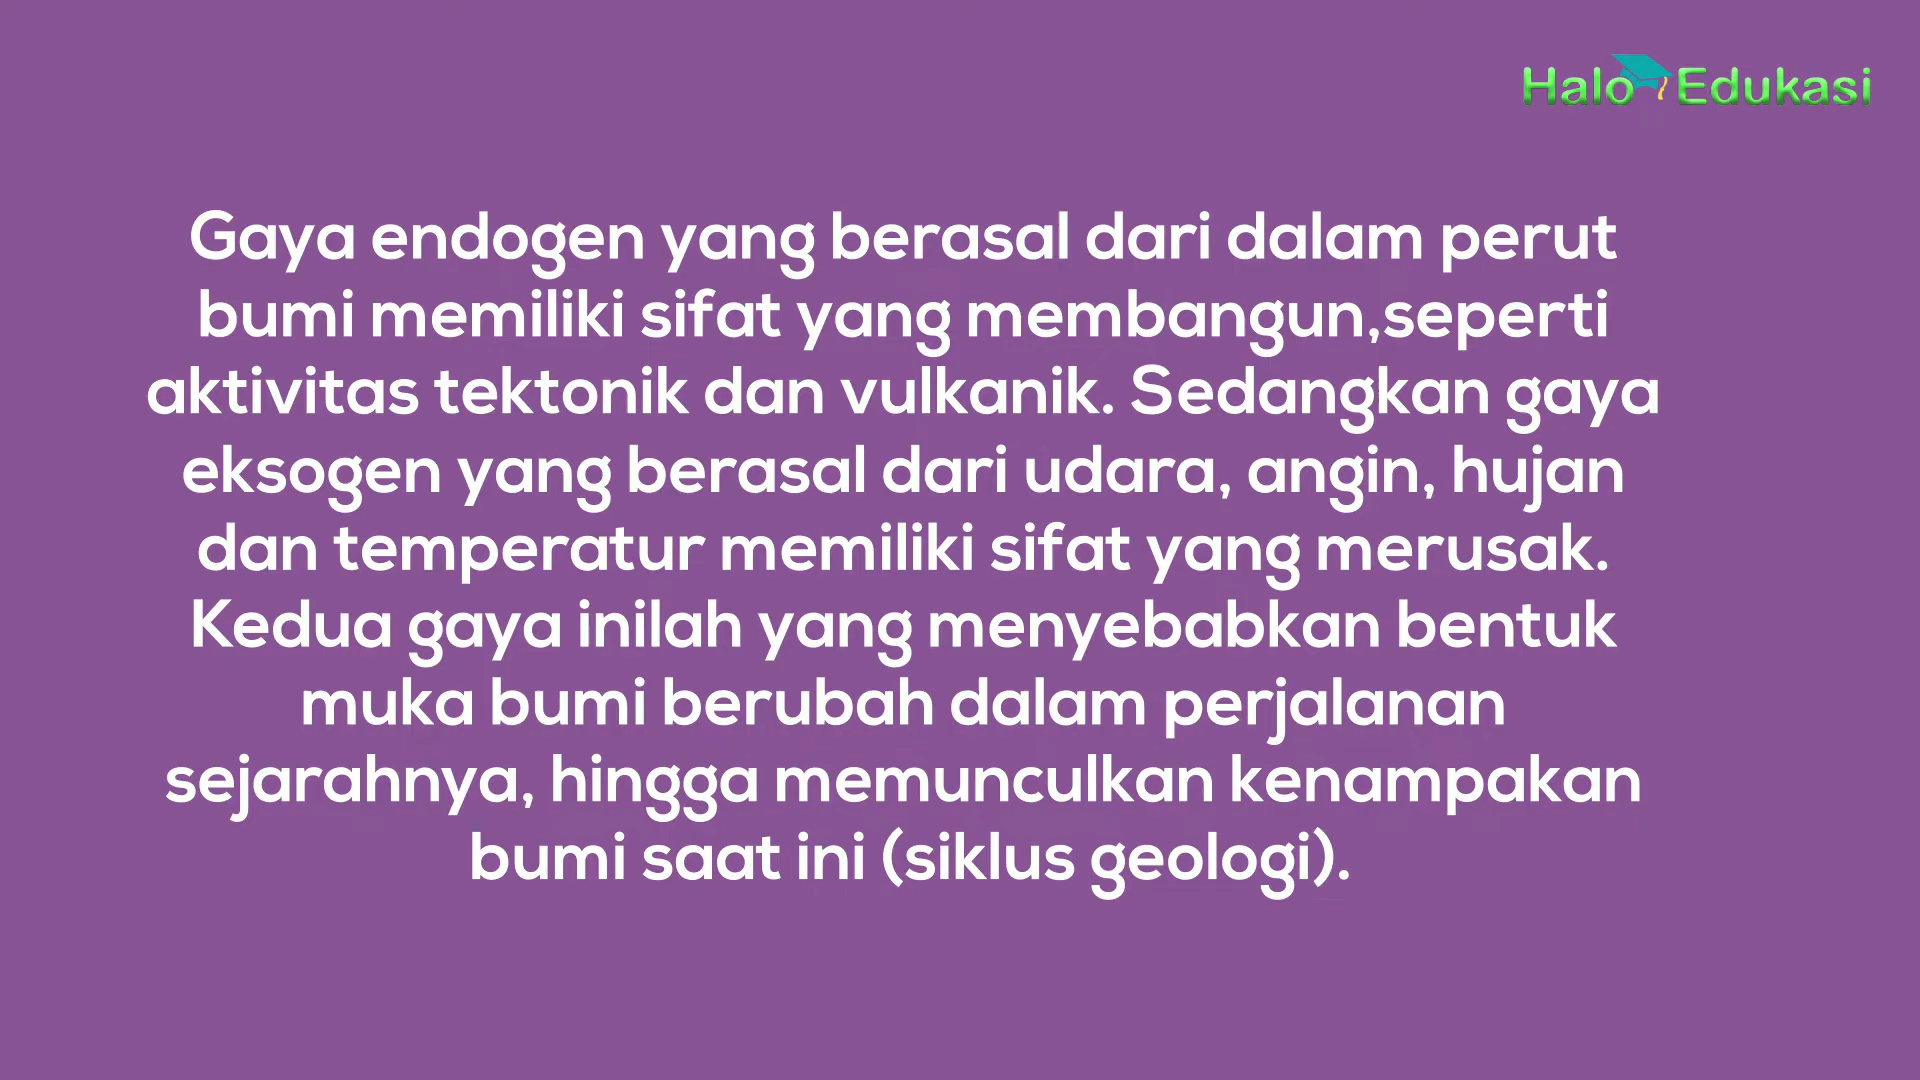 Halo Edukasi
Gaya endogen yang berasal dari dalam perut
bumi memiliki sifat yang membangun,seperti
aktivitas tektonik dan vulkanik. Sedangkan gaya
eksogen yang berasal dari udara, angin, hujan
dan temperatur memiliki sifat yang merusak.
Kedua gaya inilah yang menyebabkan bentuk
muka bumi berubah dalam perjalanan
sejarahnya, hingga memunculkan kenampakan
bumi saat ini (siklus geologi).